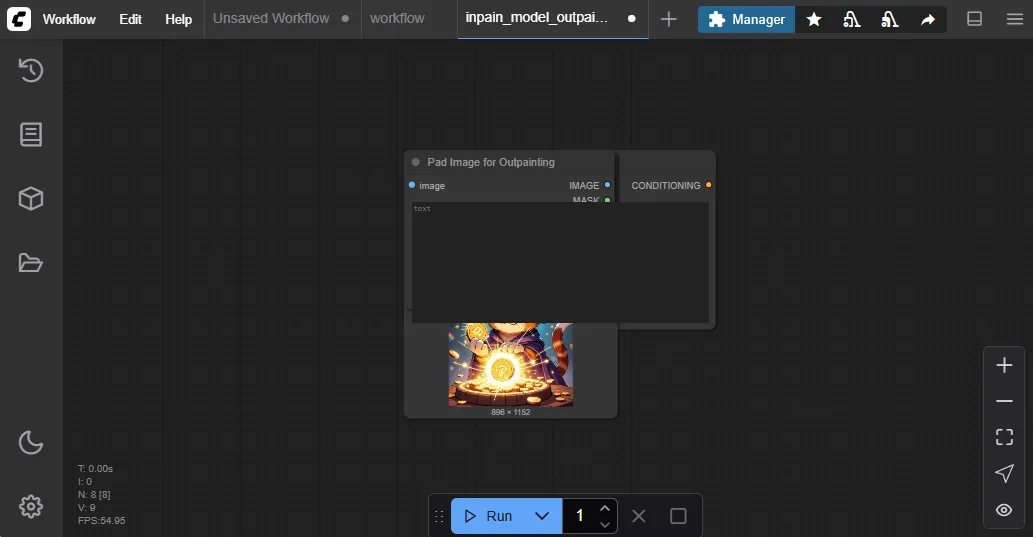 Workflow Edit Help Unsaved Workflow workflow inpain_model_outpai... Manager
Pad Image for Outpainting
image IMAGE CONDITIONING
MASK
text
896 × 1152
T: 0.00s
I: 0
N: 8 [8]
V: 9
FPS:54.95
Run 1